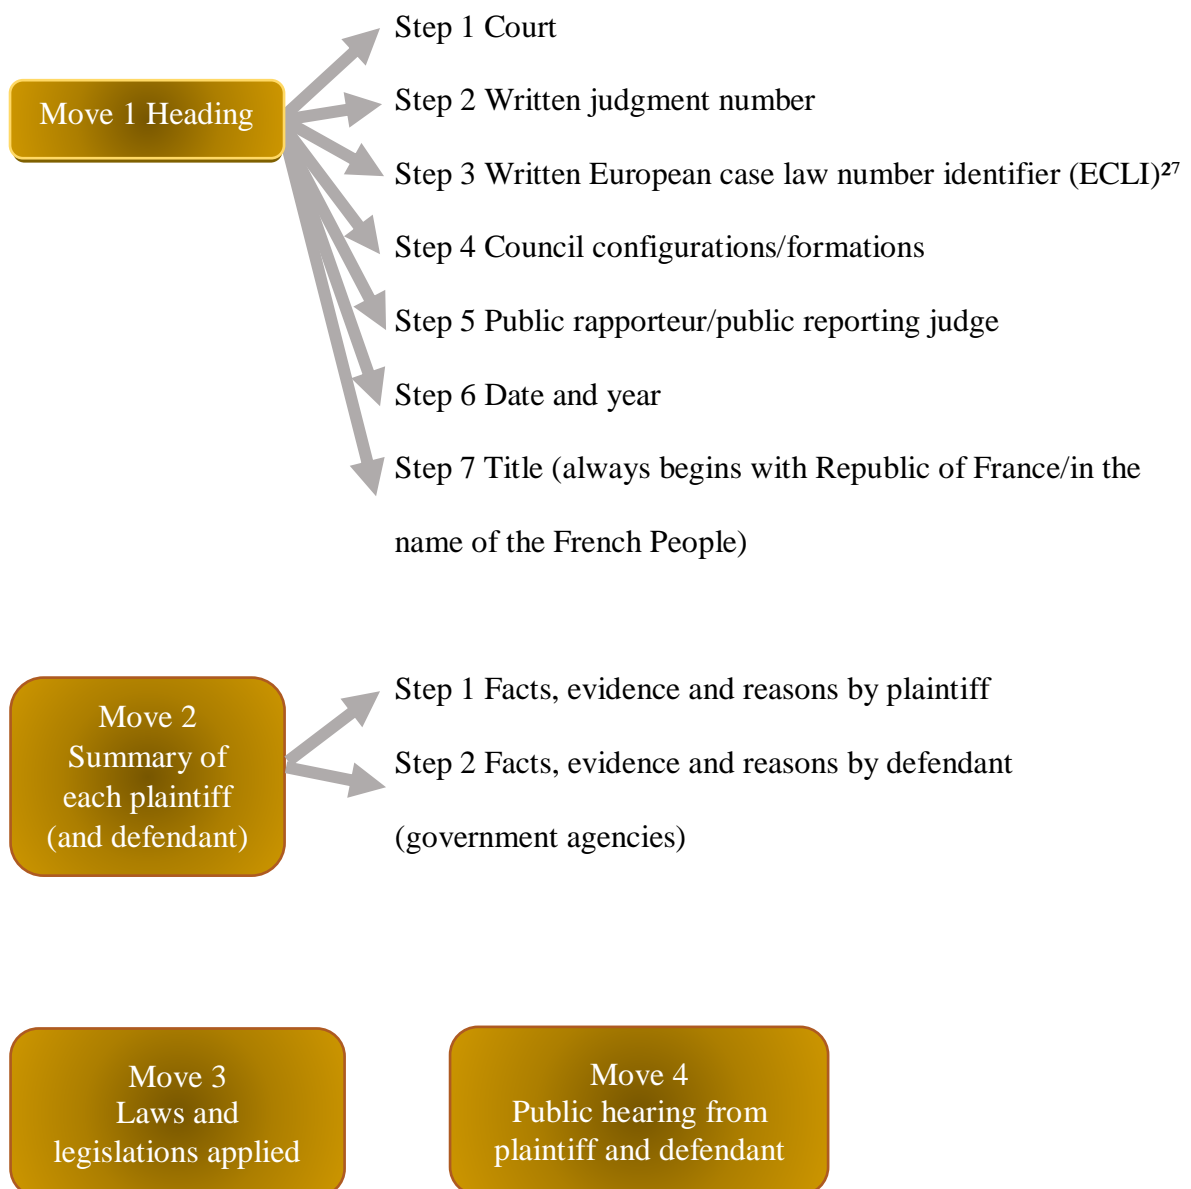 Move 1 Heading
Step 1 Court
Step 2 Written judgment number
Step 3 Written European case law number identifier (ECLI)²⁷
Step 4 Council configurations/formations
Step 5 Public rapporteur/public reporting judge
Step 6 Date and year
Step 7 Title (always begins with Republic of France/in the
name of the French People)
Move 2
Summary of
each plaintiff
(and defendant)
Step 1 Facts, evidence and reasons by plaintiff
Step 2 Facts, evidence and reasons by defendant
(government agencies)
Move 3
Laws and
legislations applied
Move 4
Public hearing from
plaintiff and defendant